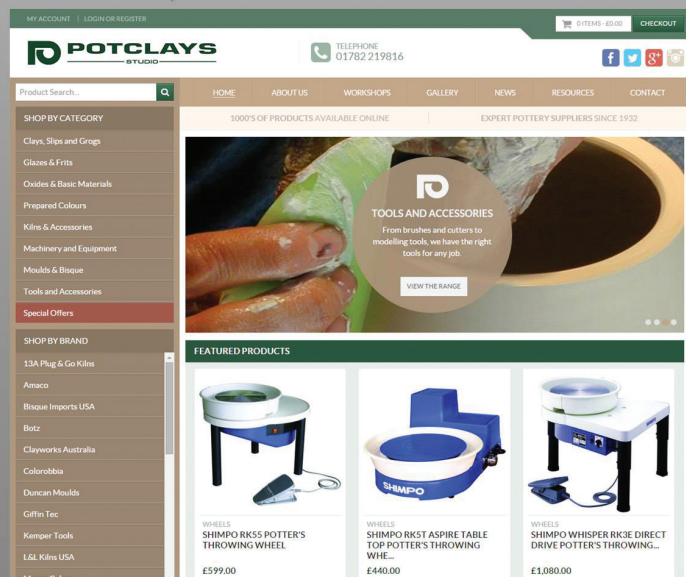 MY ACCOUNT | LOGIN OR REGISTER
0 ITEMS - £0.00
CHECKOUT
POTCLAYS
STUDIO
TELEPHONE
01782 219816
f
g+
Product Search...
HOME
ABOUT US
WORKSHOPS
GALLERY
NEWS
RESOURCES
CONTACT
1000'S OF PRODUCTS AVAILABLE ONLINE
EXPERT POTTERY SUPPLIERS SINCE 1932
SHOP BY CATEGORY
Clays, Slips and Grogs
Glazes & Frits
Oxides & Basic Materials
Prepared Colours
Kilns & Accessories
Machinery and Equipment
Moulds & Bisque
Tools and Accessories
Special Offers
TOOLS AND ACCESSORIES
From brushes and cutters to
modelling tools, we have the right
tools for any job.
VIEW THE RANGE
SHOP BY BRAND
13A Plug & Go Kilns
Amaco
Bisque Imports USA
Botz
Clayworks Australia
Colorobbia
Duncan Moulds
Giffin Tec
Kemper Tools
L&L Kilns USA
FEATURED PRODUCTS
SHIMPO
WHEELS
SHIMPO RK55 POTTER'S
THROWING WHEEL
£599.00
WHEELS
SHIMPO RK5T ASPIRE TABLE
TOP POTTER'S THROWING
WHE...
£440.00
WHEELS
SHIMPO WHISPER RK3E DIRECT
DRIVE POTTER'S THROWING...
£1,080.00